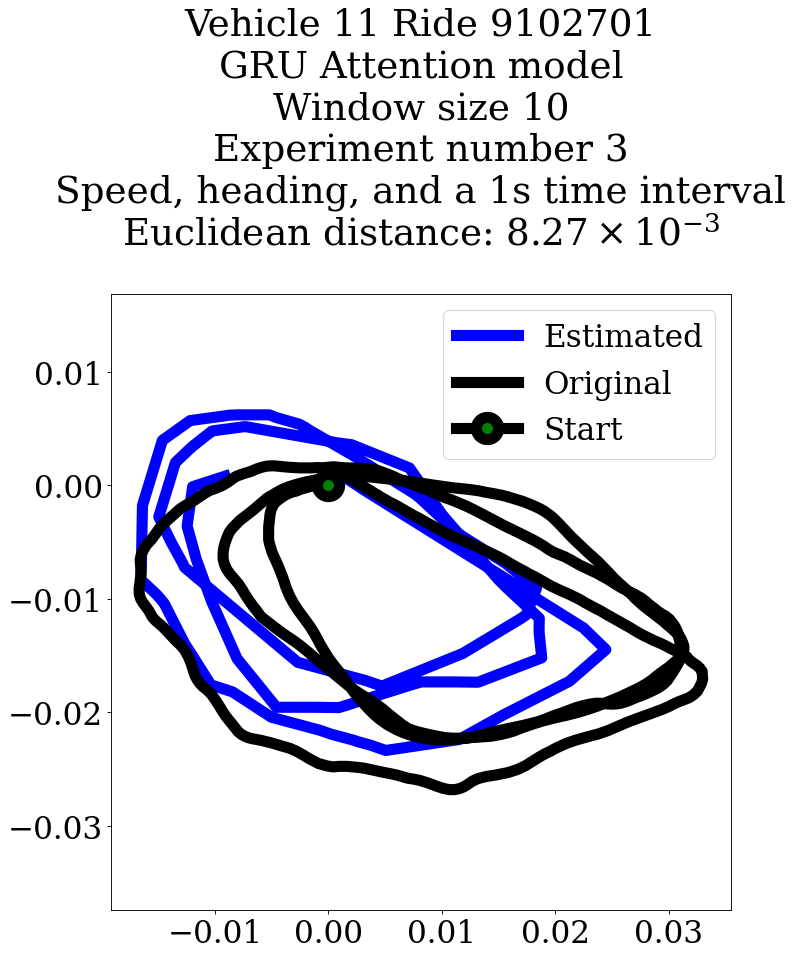 Vehicle 11 Ride 9102701
GRU Attention model
Window size 10
Experiment number 3
Speed, heading, and a 1s time interval
Euclidean distance: 8.27 × 10⁻³
Estimated
Original
Start
0.01
0.00
−0.01
−0.02
−0.03
−0.01 0.00 0.01 0.02 0.03